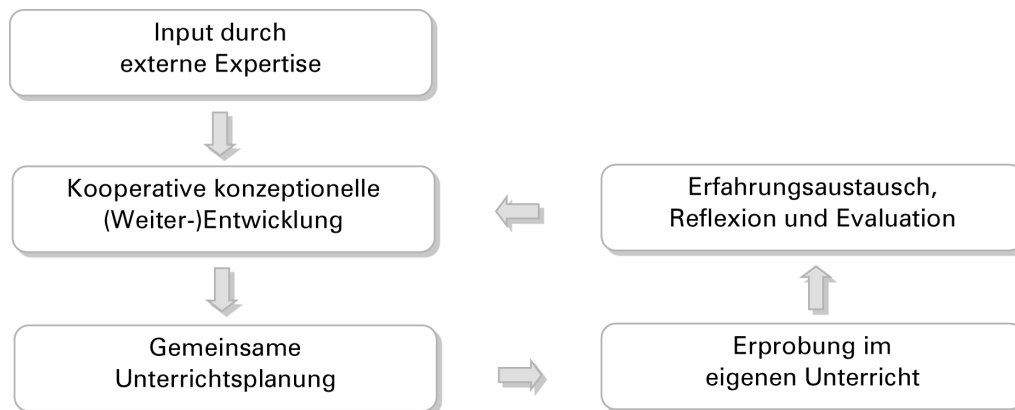 Input durch
externe Expertise
Kooperative konzeptionelle
(Weiter-)Entwicklung
Erfahrungsaustausch,
Reflexion und Evaluation
Gemeinsame
Unterrichtsplanung
Erprobung im
eigenen Unterricht